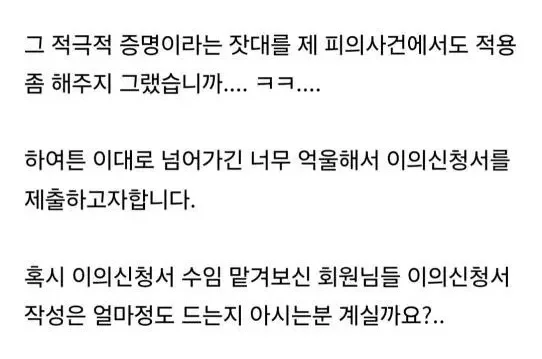 그 적극적 증명이라는 잣대를 제 피의사건에서도 적용
좀 해주지 그랬습니까.... ㅋㅋ....
하여튼 이대로 넘어가긴 너무 억울해서 이의신청서를
제출하고자합니다.
혹시 이의신청서 수임 맡겨보신 회원님들 이의신청서
작성은 얼마정도 드는지 아시는분 계실까요?..